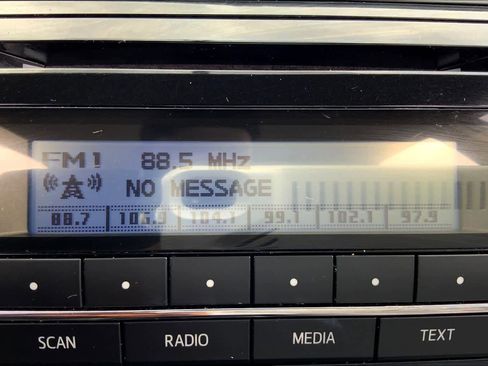 FM1 88.5 MHz
NO MESSAGE
88.7 104.1 99.1 102.1 97.9
SCAN RADIO MEDIA TEXT